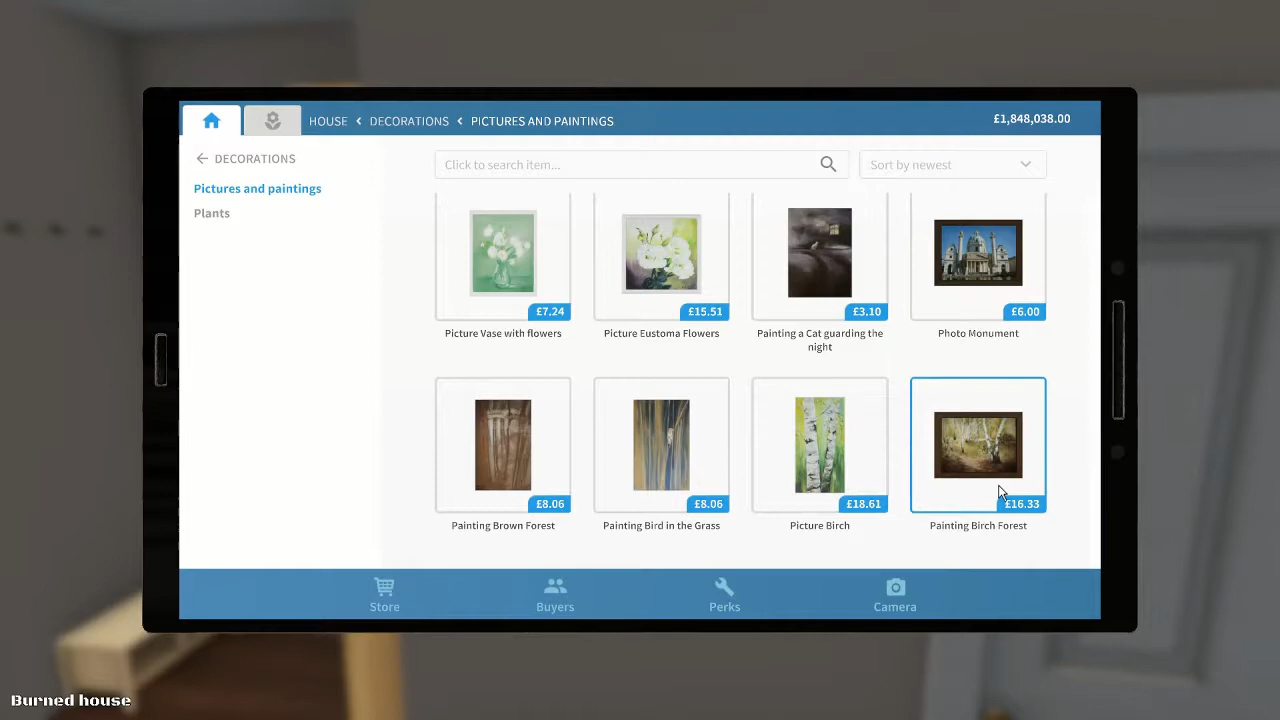 HOUSE < DECORATIONS < PICTURES AND PAINTINGS
£1,848,038.00
← DECORATIONS
Pictures and paintings
Plants
Click to search item...
Sort by newest
£7.24
£15.51
£3.10
£6.00
Picture Vase with flowers
Picture Eustoma Flowers
Painting a Cat guarding the
night
Photo Monument
£8.06
£8.06
£18.61
£16.33
Painting Brown Forest
Painting Bird in the Grass
Picture Birch
Painting Birch Forest
Store
Buyers
Perks
Camera
Burned house